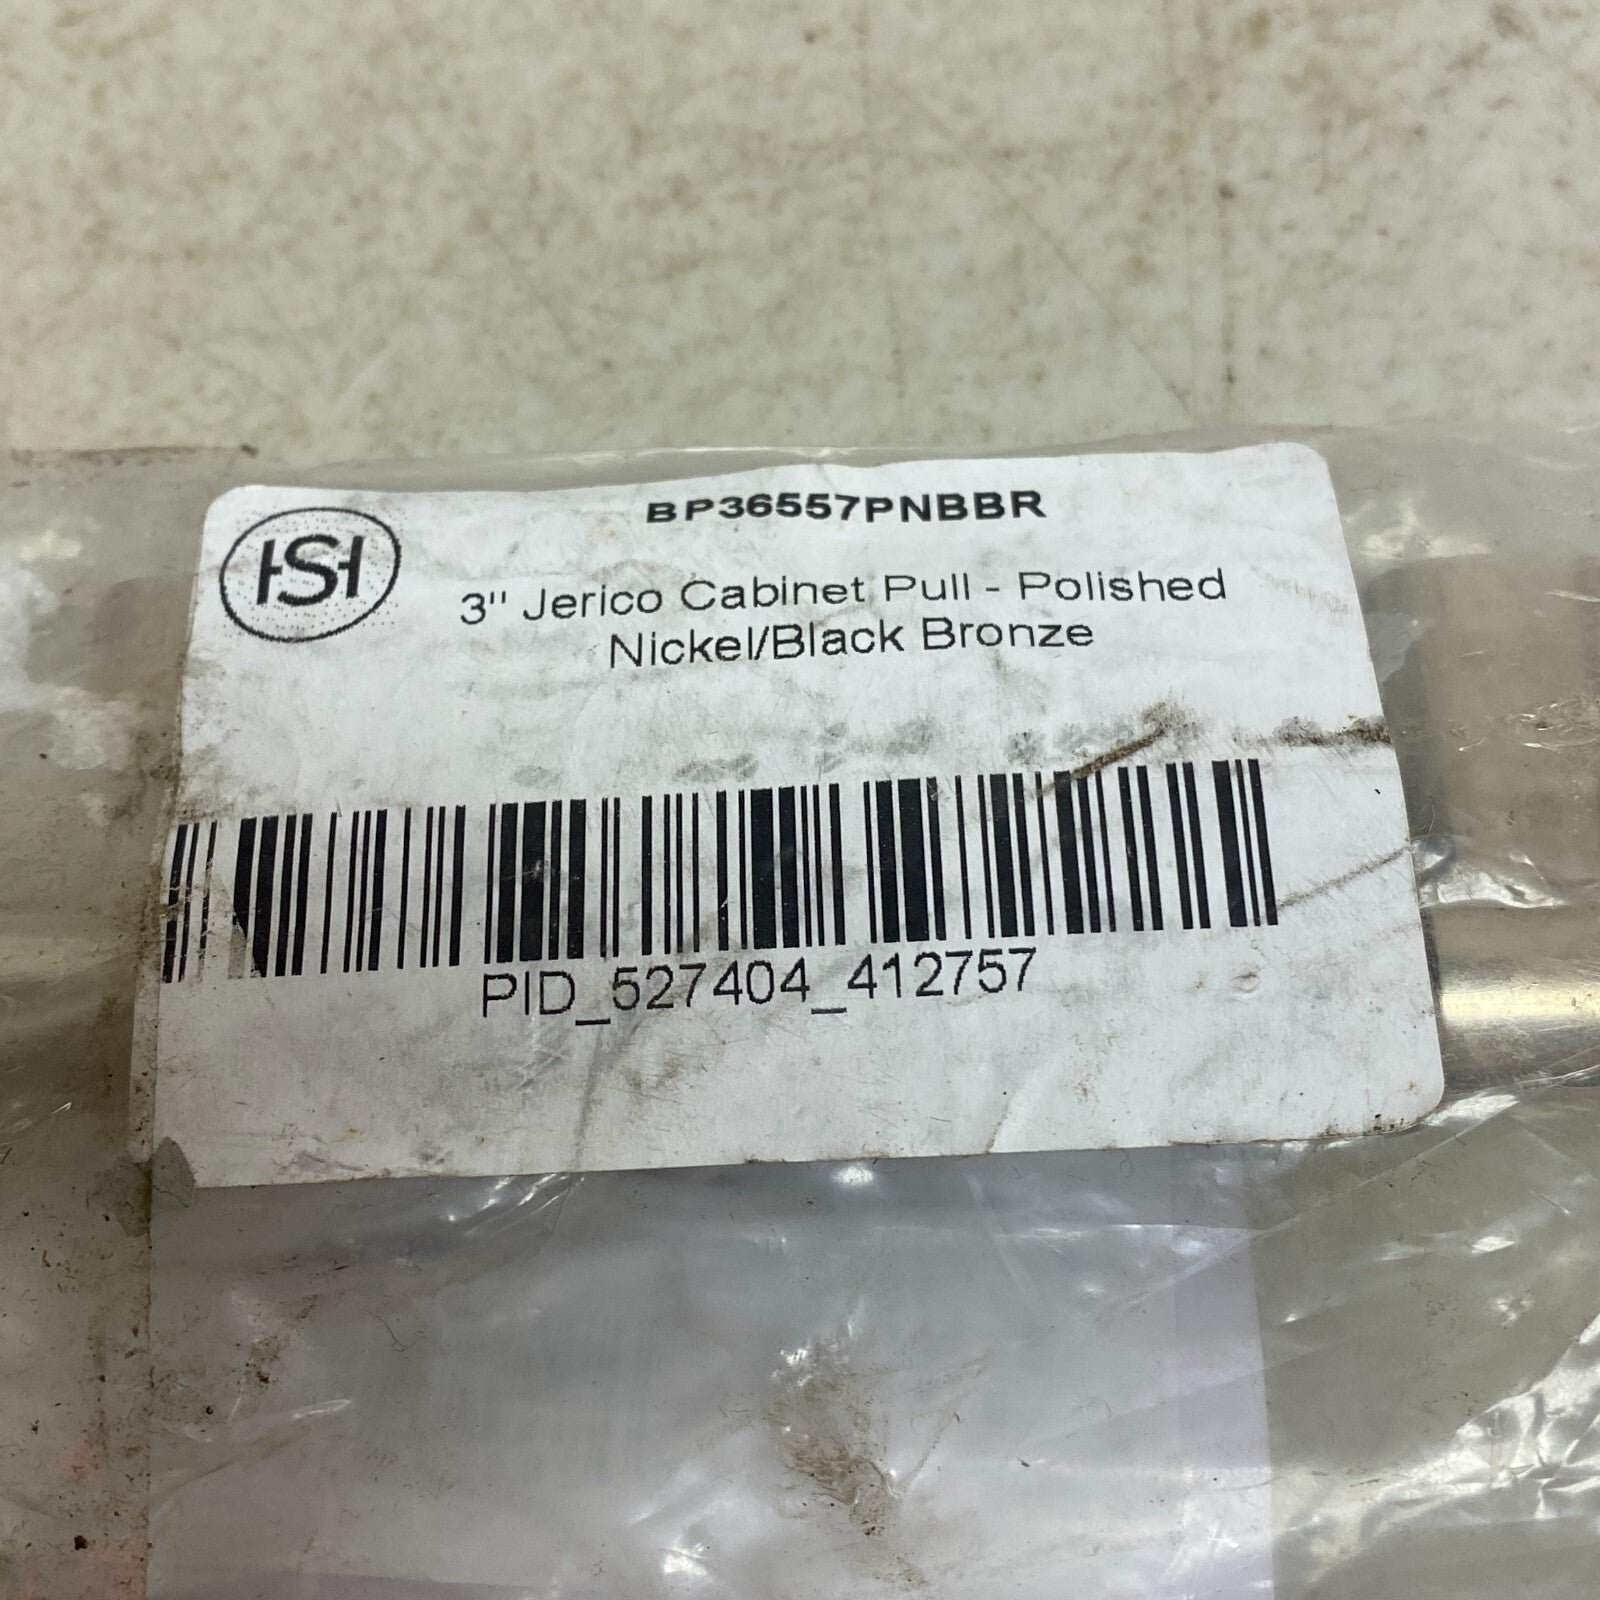 BP36557PNBBR
HSH
3" Jerico Cabinet Pull - Polished
Nickel/Black Bronze
PID_527404_412757